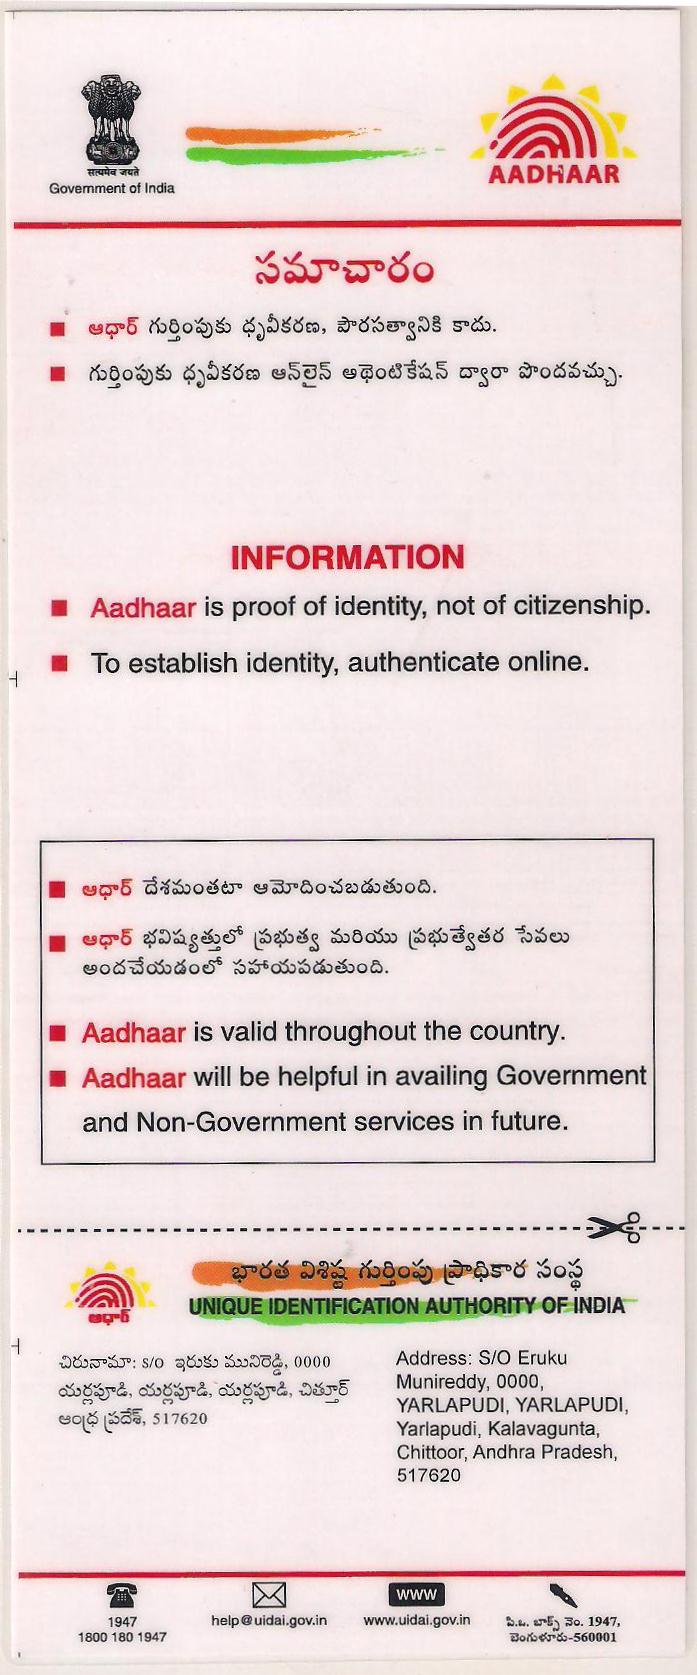 सत्यमेव जयते
Government of India
AADHAAR
సమాచారం
ఆధార్ గుర్తింపుకు ధృవీకరణ, పౌరసత్వానికి కాదు.
గుర్తింపుకు ధృవీకరణ ఆన్‌లైన్ అథెంటికేషన్ ద్వారా పొందవచ్చు.
INFORMATION
Aadhaar is proof of identity, not of citizenship.
To establish identity, authenticate online.
ఆధార్ దేశమంతటా ఆమోదించబడుతుంది.
ఆధార్ భవిష్యత్తులో ప్రభుత్వ మరియు ప్రభుత్వేతర సేవలు
అందచేయడంలో సహాయపడుతుంది.
Aadhaar is valid throughout the country.
Aadhaar will be helpful in availing Government
and Non-Government services in future.
భారత విశిష్ట గుర్తింపు ప్రాధికార సంస్థ
UNIQUE IDENTIFICATION AUTHORITY OF INDIA
ఆధార్
చిరునామా: S/O ఇరుకు మునిరెడ్డి, 0000
యర్లపూడి, యర్లపూడి, యర్లపూడి, చిత్తూర్
ఆంధ్ర ప్రదేశ్, 517620
Address: S/O Eruku
Munireddy, 0000,
YARLAPUDI, YARLAPUDI,
Yarlapudi, Kalavagunta,
Chittoor, Andhra Pradesh,
517620
1947
1800 180 1947
help@uidai.gov.in
WWW
www.uidai.gov.in
పి.ఒ. బాక్స్ నెం. 1947,
బెంగుళూరు-560001